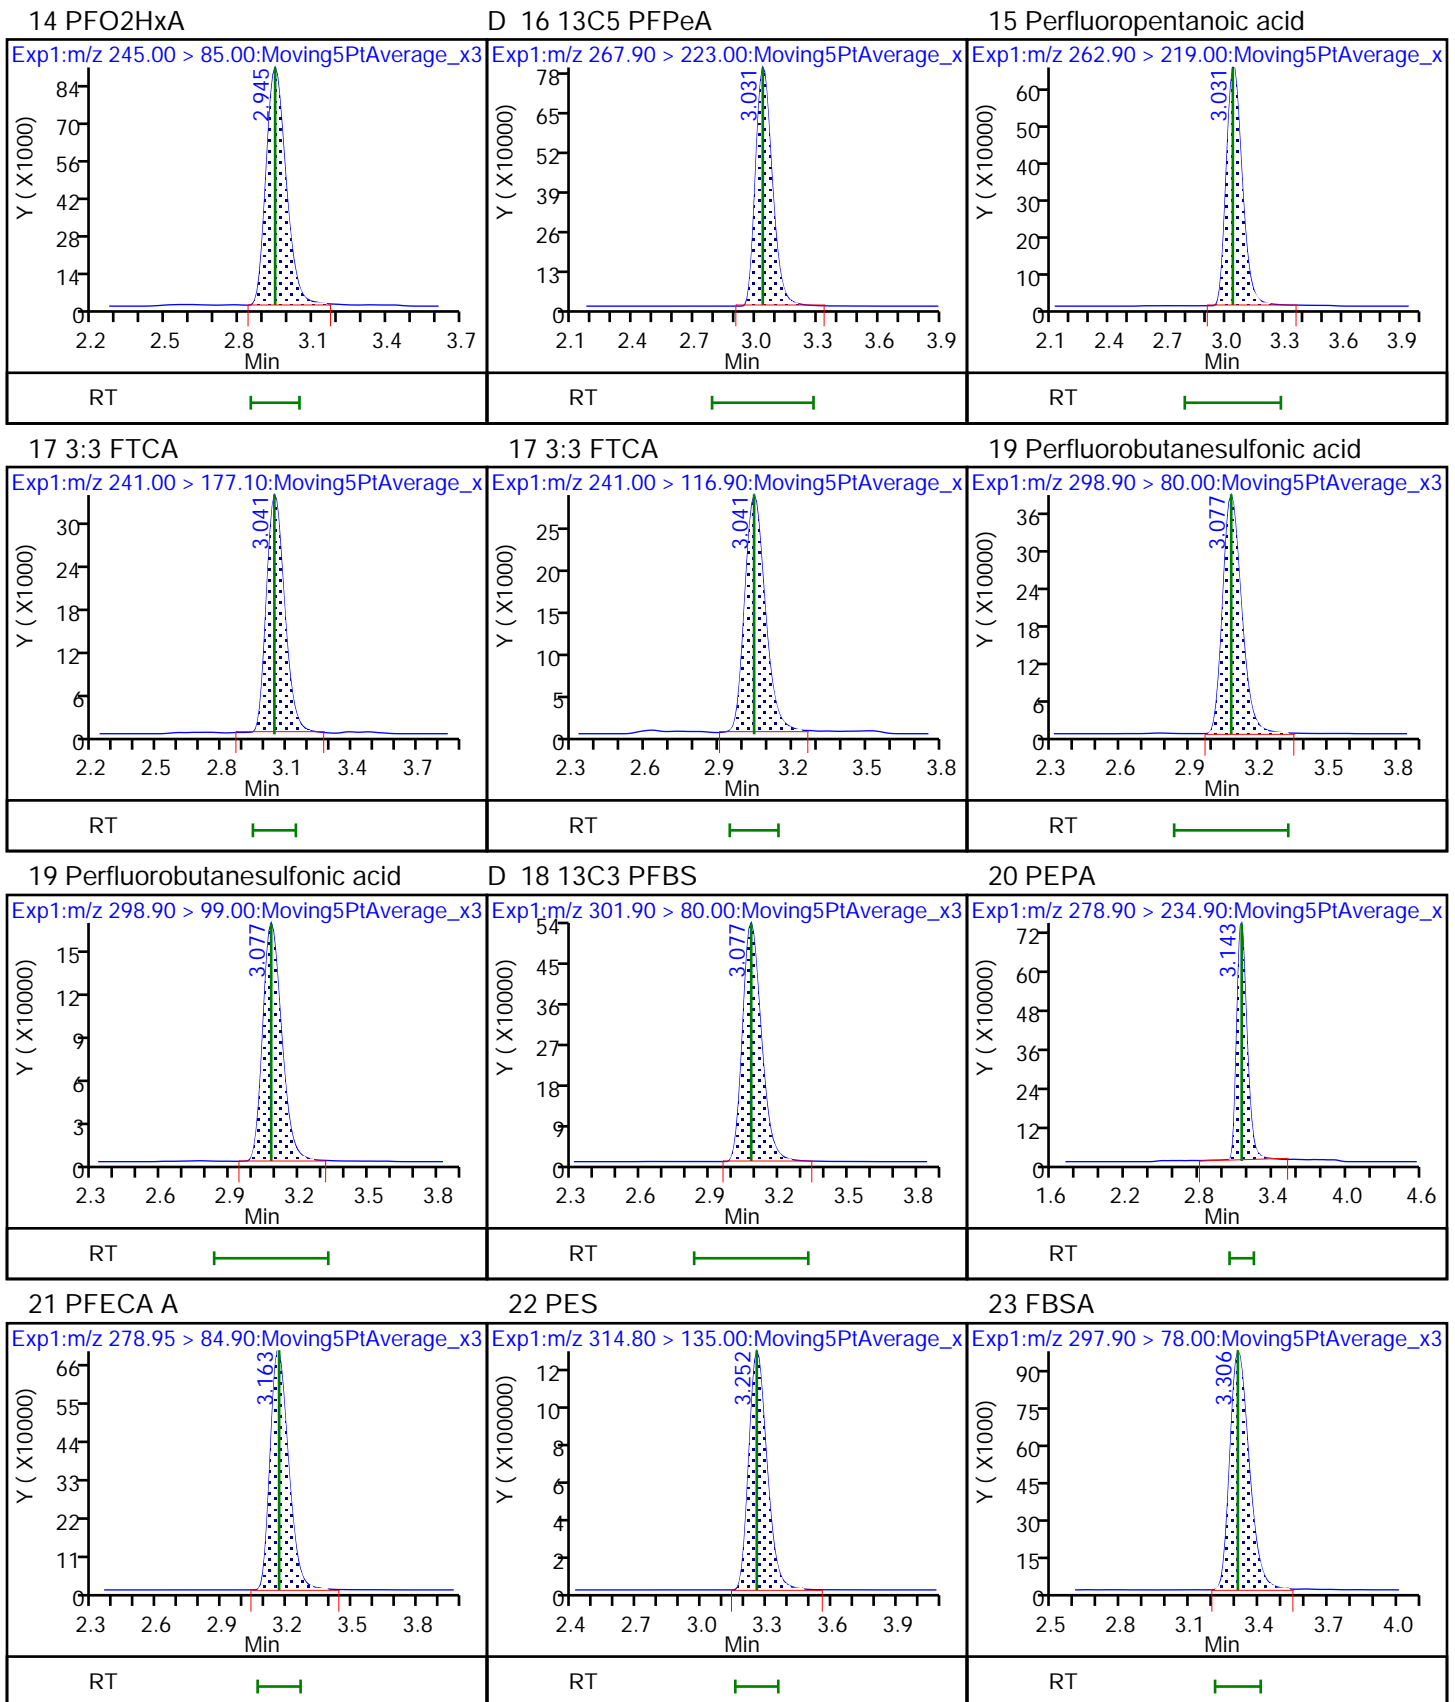 14 PFO2HxA
Exp1:m/z 245.00 > 85.00:Moving5PtAverage_x3
2.945
Y ( X10000)
84
70
56
42
28
14
0
2.2 2.5 2.8 3.1 3.4 3.7
Min
RT
D 16 13C5 PFPeA
Exp1:m/z 267.90 > 223.00:Moving5PtAverage_x
3.031
Y ( X10000)
78
65
52
39
26
13
0
2.1 2.4 2.7 3.0 3.3 3.6 3.9
Min
RT
15 Perfluoropentanoic acid
Exp1:m/z 262.90 > 219.00:Moving5PtAverage_x
3.031
Y ( X10000)
60
50
40
30
20
10
0
2.1 2.4 2.7 3.0 3.3 3.6 3.9
Min
RT
17 3:3 FTCA
Exp1:m/z 241.00 > 177.10:Moving5PtAverage_x
3.041
Y ( X10000)
30
24
18
12
6
0
2.2 2.5 2.8 3.1 3.4 3.7
Min
RT
17 3:3 FTCA
Exp1:m/z 241.00 > 116.90:Moving5PtAverage_x
3.041
Y ( X10000)
25
20
15
10
5
0
2.3 2.6 2.9 3.2 3.5 3.8
Min
RT
19 Perfluorobutanesulfonic acid
Exp1:m/z 298.90 > 80.00:Moving5PtAverage_x3
3.077
Y ( X10000)
36
30
24
18
12
6
0
2.3 2.6 2.9 3.2 3.5 3.8
Min
RT
19 Perfluorobutanesulfonic acid
Exp1:m/z 298.90 > 99.00:Moving5PtAverage_x3
3.077
Y ( X10000)
15
12
9
6
3
0
2.3 2.6 2.9 3.2 3.5 3.8
Min
RT
D 18 13C3 PFBS
Exp1:m/z 301.90 > 80.00:Moving5PtAverage_x3
3.077
Y ( X10000)
54
45
36
27
18
9
0
2.3 2.6 2.9 3.2 3.5 3.8
Min
RT
20 PEPA
Exp1:m/z 278.90 > 234.90:Moving5PtAverage_x
3.143
Y ( X10000)
72
60
48
36
24
12
0
1.6 2.2 2.8 3.4 4.0 4.6
Min
RT
21 PFECA A
Exp1:m/z 278.95 > 84.90:Moving5PtAverage_x3
3.163
Y ( X10000)
66
55
44
33
22
11
0
2.3 2.6 2.9 3.2 3.5 3.8
Min
RT
22 PES
Exp1:m/z 314.80 > 135.00:Moving5PtAverage_x
3.252
Y ( X100000)
12
10
8
6
4
2
0
2.4 2.7 3.0 3.3 3.6 3.9
Min
RT
23 FBSA
Exp1:m/z 297.90 > 78.00:Moving5PtAverage_x3
3.306
Y ( X1000)
90
75
60
45
30
15
0
2.5 2.8 3.1 3.4 3.7 4.0
Min
RT